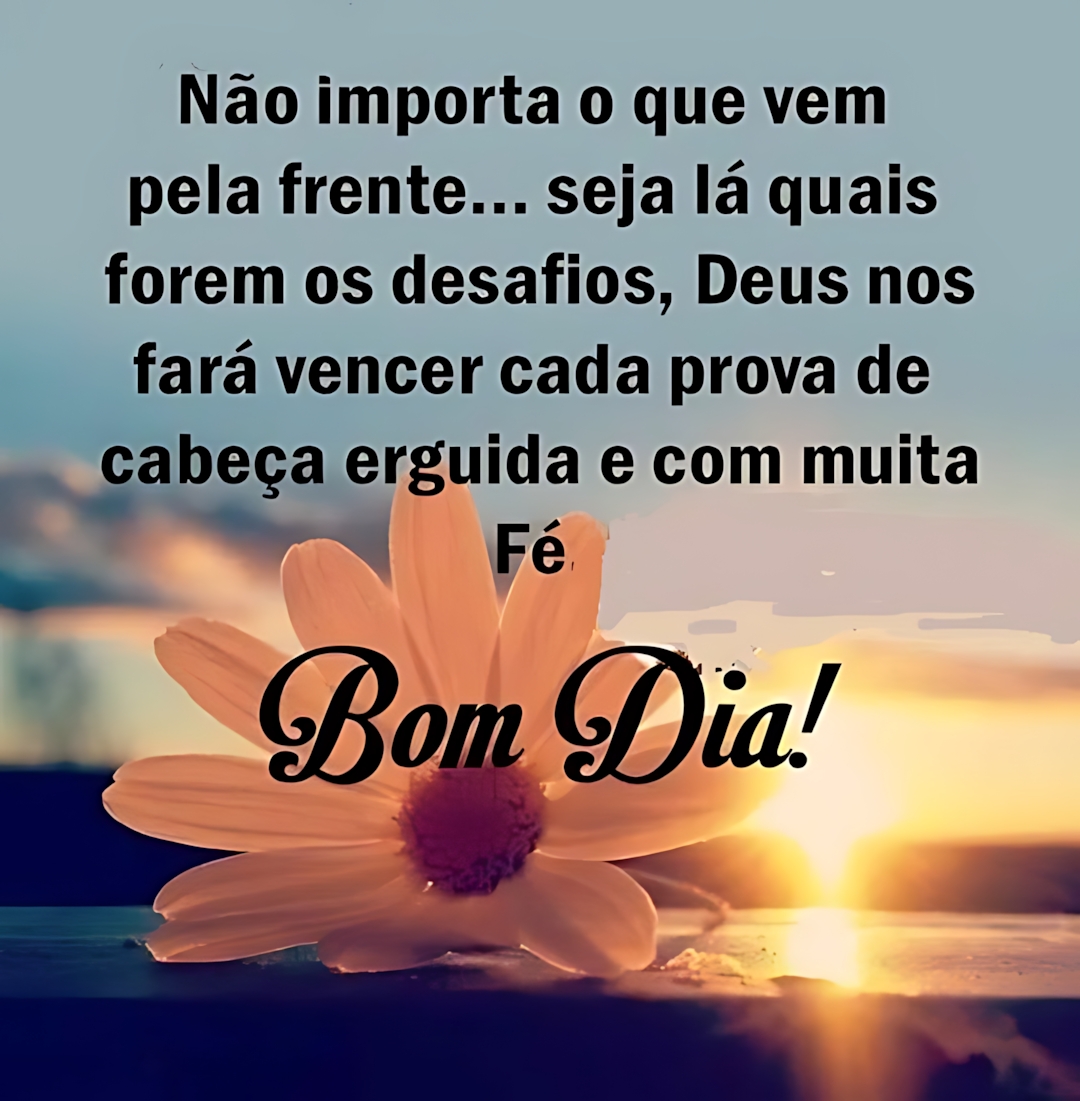 Não importa o que vem
pela frente... seja lá quais
forem os desafios, Deus nos
fará vencer cada prova de
cabeça erguida e com muita
Fé
Bom Dia!